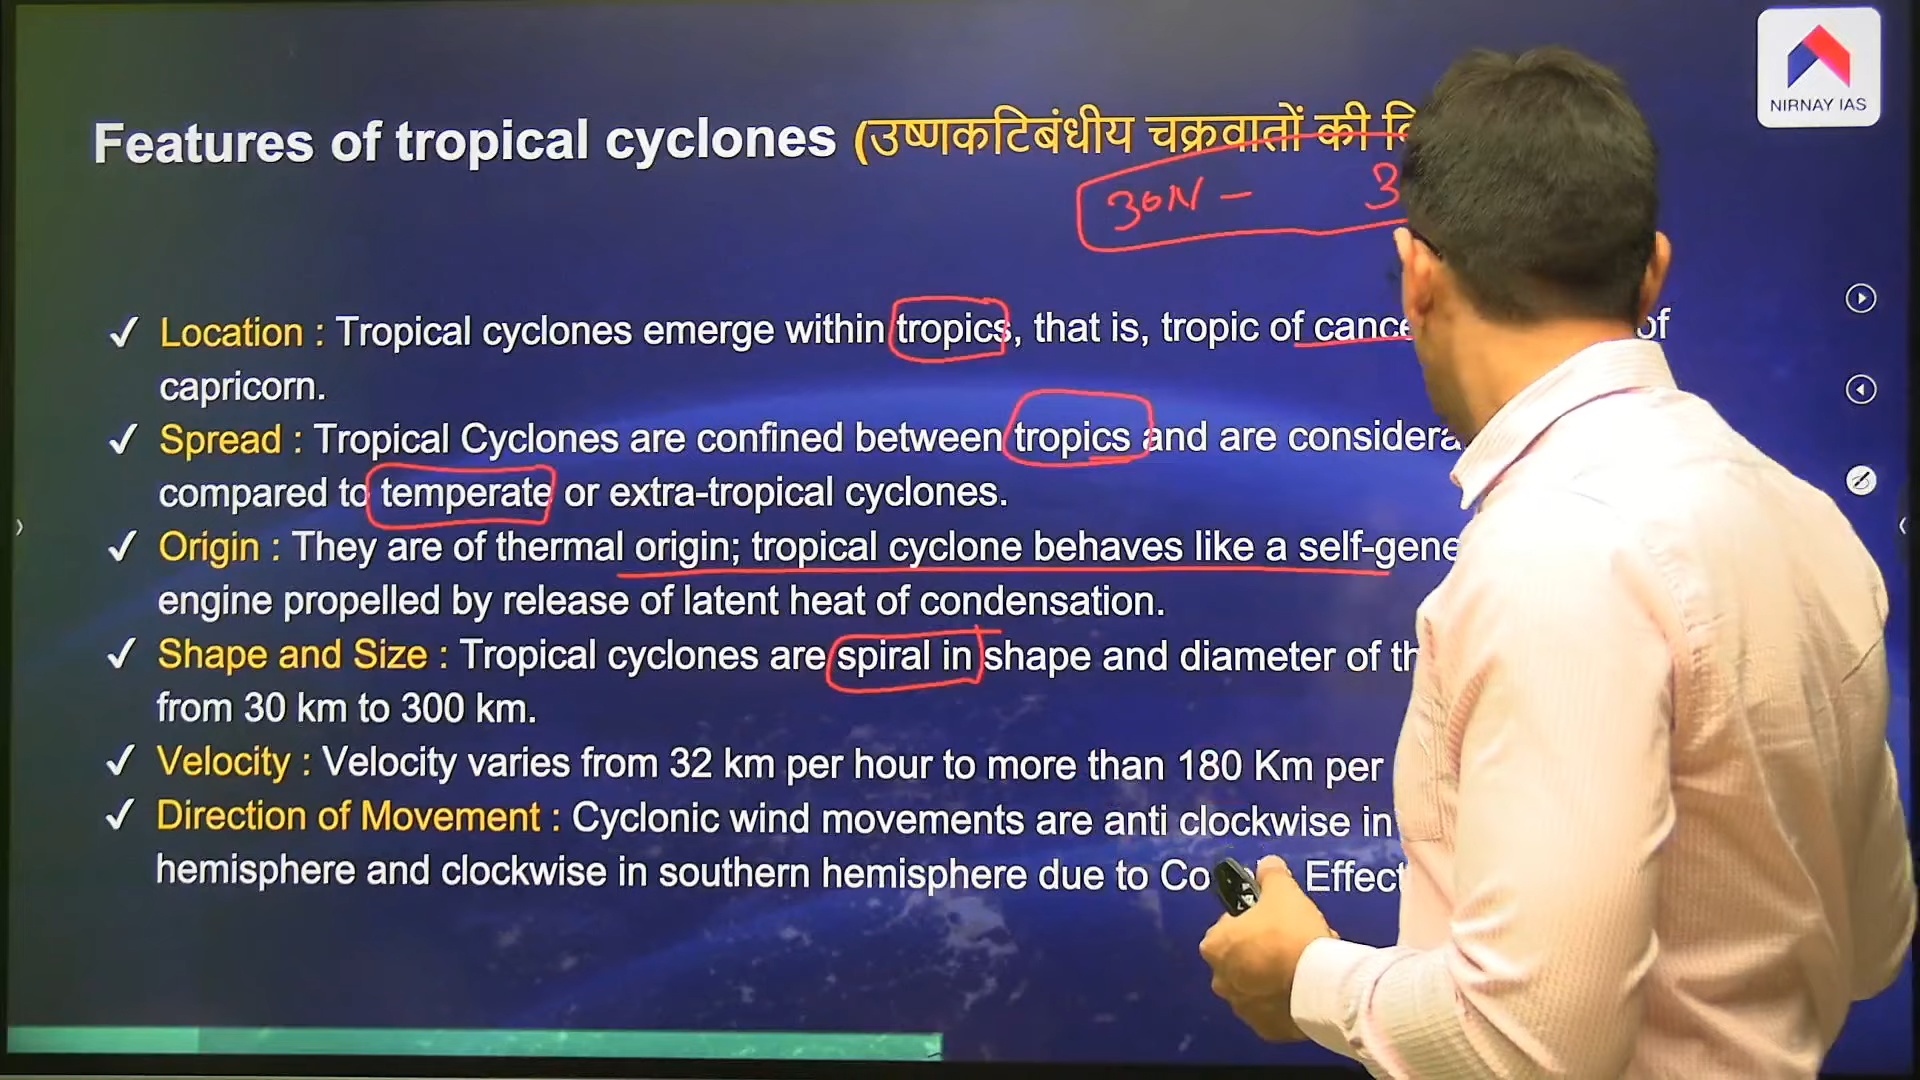 NIRNAY IAS
Features of tropical cyclones (उष्णकटिबंधीय चक्रवातों की
30N - 3
✓ Location : Tropical cyclones emerge within tropics, that is, tropic of of
capricorn.
✓ Spread : Tropical Cyclones are confined between tropics and are
compared to temperate or extra-tropical cyclones.
✓ Origin : They are of thermal origin; tropical cyclone behaves like a
engine propelled by release of latent heat of condensation.
✓ Shape and Size : Tropical cyclones are spiral in shape and diameter of
from 30 km to 300 km.
✓ Velocity : Velocity varies from 32 km per hour to more than 180 Km per
✓ Direction of Movement : Cyclonic wind movements are anti clockwise in
hemisphere and clockwise in southern hemisphere due to Effect